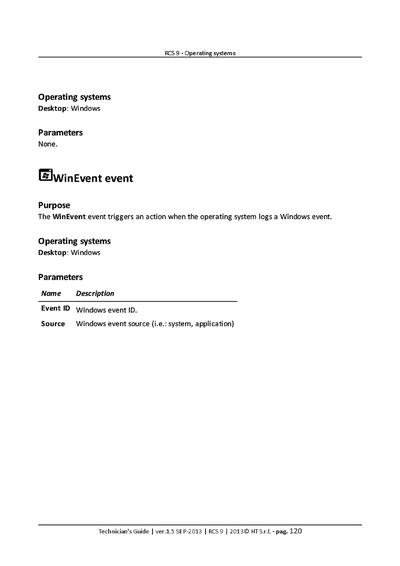 RCS 9 - Operating systems
Operating systems
Desktop: Windows
Parameters
None.
WinEvent event
Purpose
The WinEvent event triggers an action when the operating system logs a Windows event.
Operating systems
Desktop: Windows
Parameters
Name Description
Event ID Windows event ID.
Source Windows event source (i.e.: system, application)
Technician's Guide | ver.1.5 SEP-2013 | RCS 9 | 2013© HT S.r.l. - pag. 120